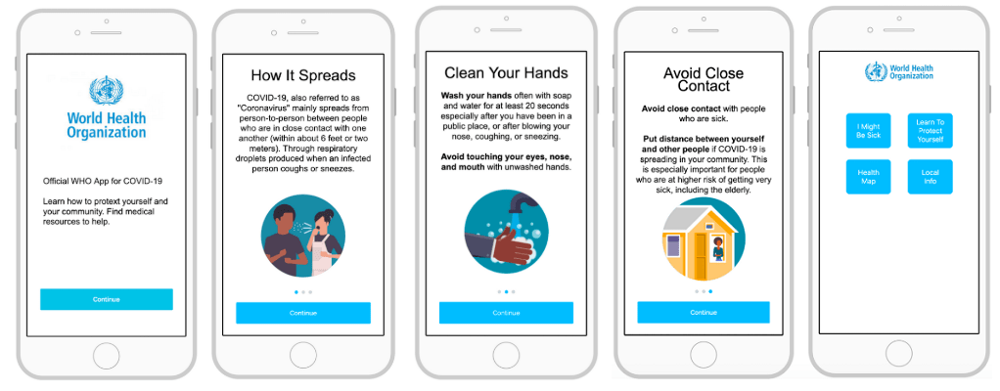 World Health
Organization
Official WHO App for COVID-19
Learn how to protext yourself and
your community. Find medical
resources to help.
Continue
How It Spreads
COVID-19, also referred to as
"Coronavirus" mainly spreads from
person-to-person between people
who are in close contact with one
another (within about 6 feet or two
meters). Through respiratory
droplets produced when an infected
person coughs or sneezes.
Continue
Clean Your Hands
Wash your hands often with soap
and water for at least 20 seconds
especially after you have been in a
public place, or after blowing your
nose, coughing, or sneezing.
Avoid touching your eyes, nose,
and mouth with unwashed hands.
Continue
Avoid Close
Contact
Avoid close contact with people
who are sick.
Put distance between yourself
and other people if COVID-19 is
spreading in your community. This
is especially important for people
who are at higher risk of getting very
sick, including the elderly.
Continue
World Health
Organization
I Might
Be Sick
Learn To
Protect
Yourself
Health
Map
Local
Info